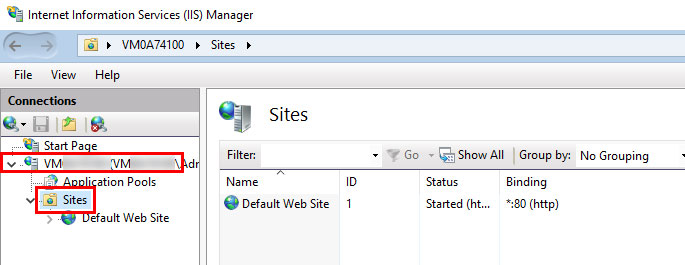 Internet Information Services (IIS) Manager
VM0A74100 Sites
File View Help
Connections
Start Page
VM (VM \Adr
Application Pools
Sites
Default Web Site
Sites
Filter: Go Show All Group by: No Grouping
Name ID Status Binding
Default Web Site 1 Started (ht... *:80 (http)